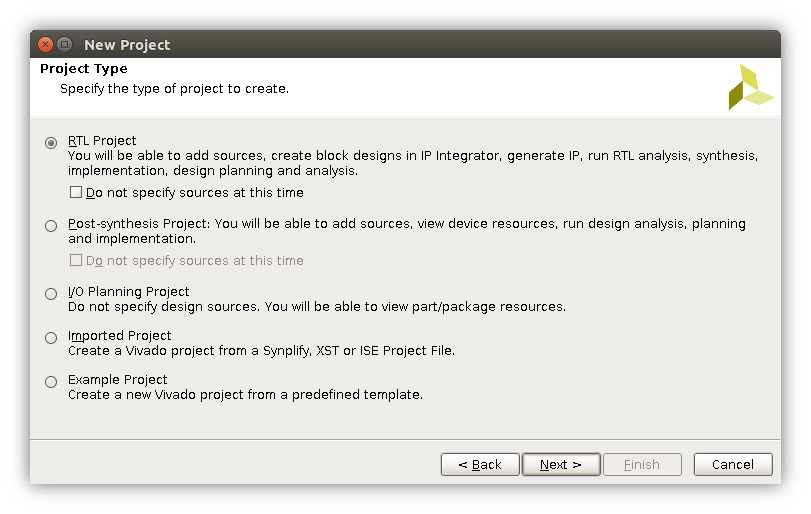 New Project
Project Type
Specify the type of project to create.
RTL Project
You will be able to add sources, create block designs in IP Integrator, generate IP, run RTL analysis, synthesis,
implementation, design planning and analysis.
Do not specify sources at this time
Post-synthesis Project: You will be able to add sources, view device resources, run design analysis, planning
and implementation.
Do not specify sources at this time
I/O Planning Project
Do not specify design sources. You will be able to view part/package resources.
Imported Project
Create a Vivado project from a Synplify, XST or ISE Project File.
Example Project
Create a new Vivado project from a predefined template.
< Back Next > Finish Cancel